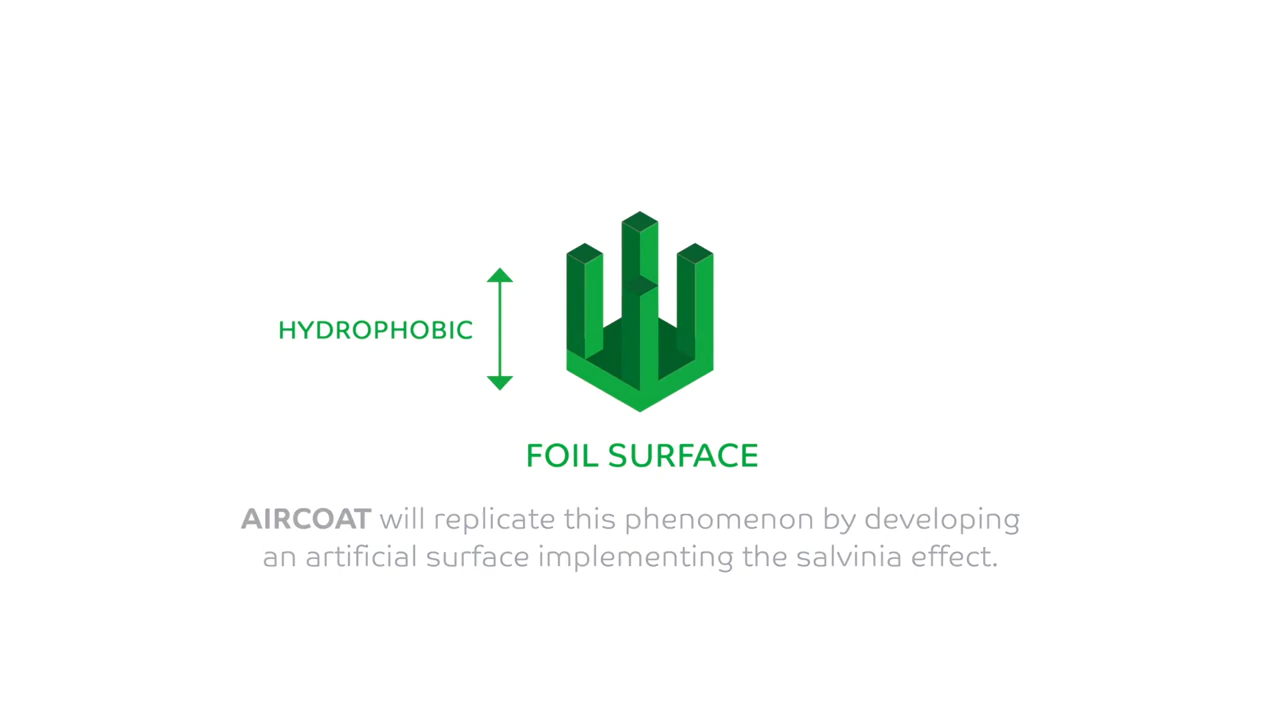 HYDROPHOBIC
FOIL SURFACE
AIRCOAT will replicate this phenomenon by developing
an artificial surface implementing the salvinia effect.